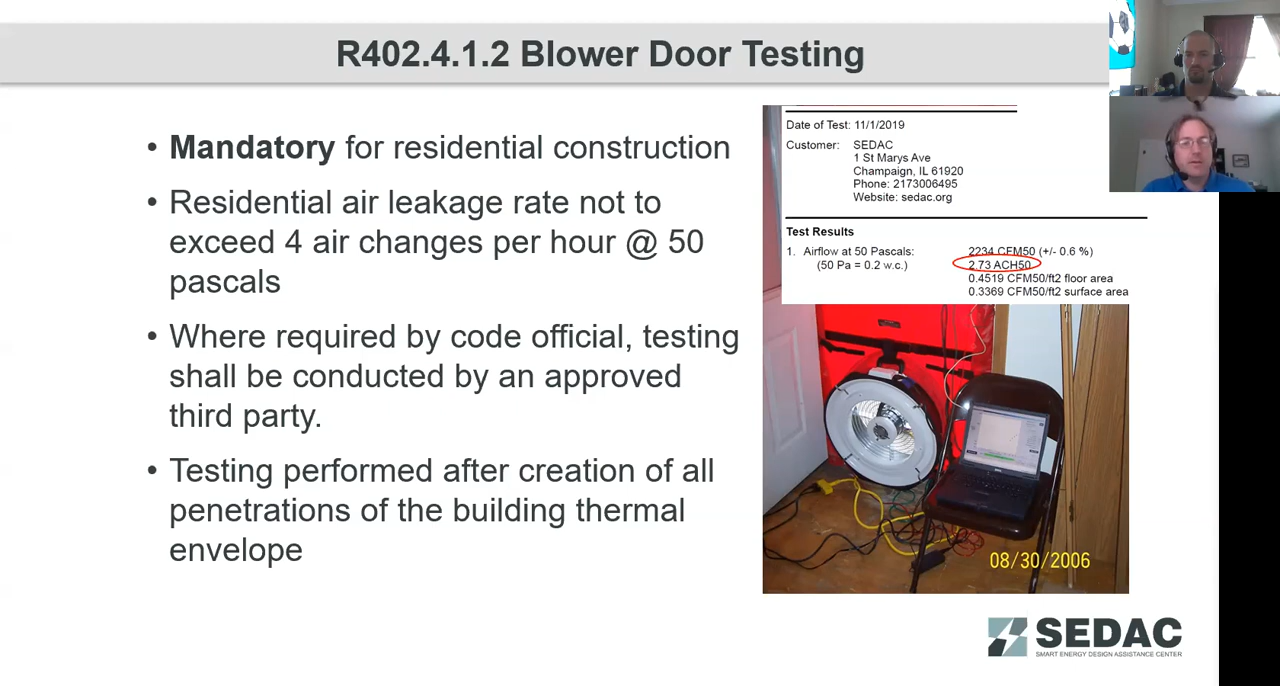 R402.4.1.2 Blower Door Testing
• Mandatory for residential construction
• Residential air leakage rate not to
exceed 4 air changes per hour @ 50
pascals
• Where required by code official, testing
shall be conducted by an approved
third party.
• Testing performed after creation of all
penetrations of the building thermal
envelope
Date of Test: 11/1/2019
Customer: SEDAC
1 St Marys Ave
Champaign, IL 61920
Phone: 2173006495
Website: sedac.org
Test Results
1. Airflow at 50 Pascals: 2234 CFM50 (+/- 0.6 %)
(50 Pa = 0.2 w.c.) 2.73 ACH50
0.4519 CFM50/ft2 floor area
0.3369 CFM50/ft2 surface area
08/30/2006
SEDAC
SMART ENERGY DESIGN ASSISTANCE CENTER